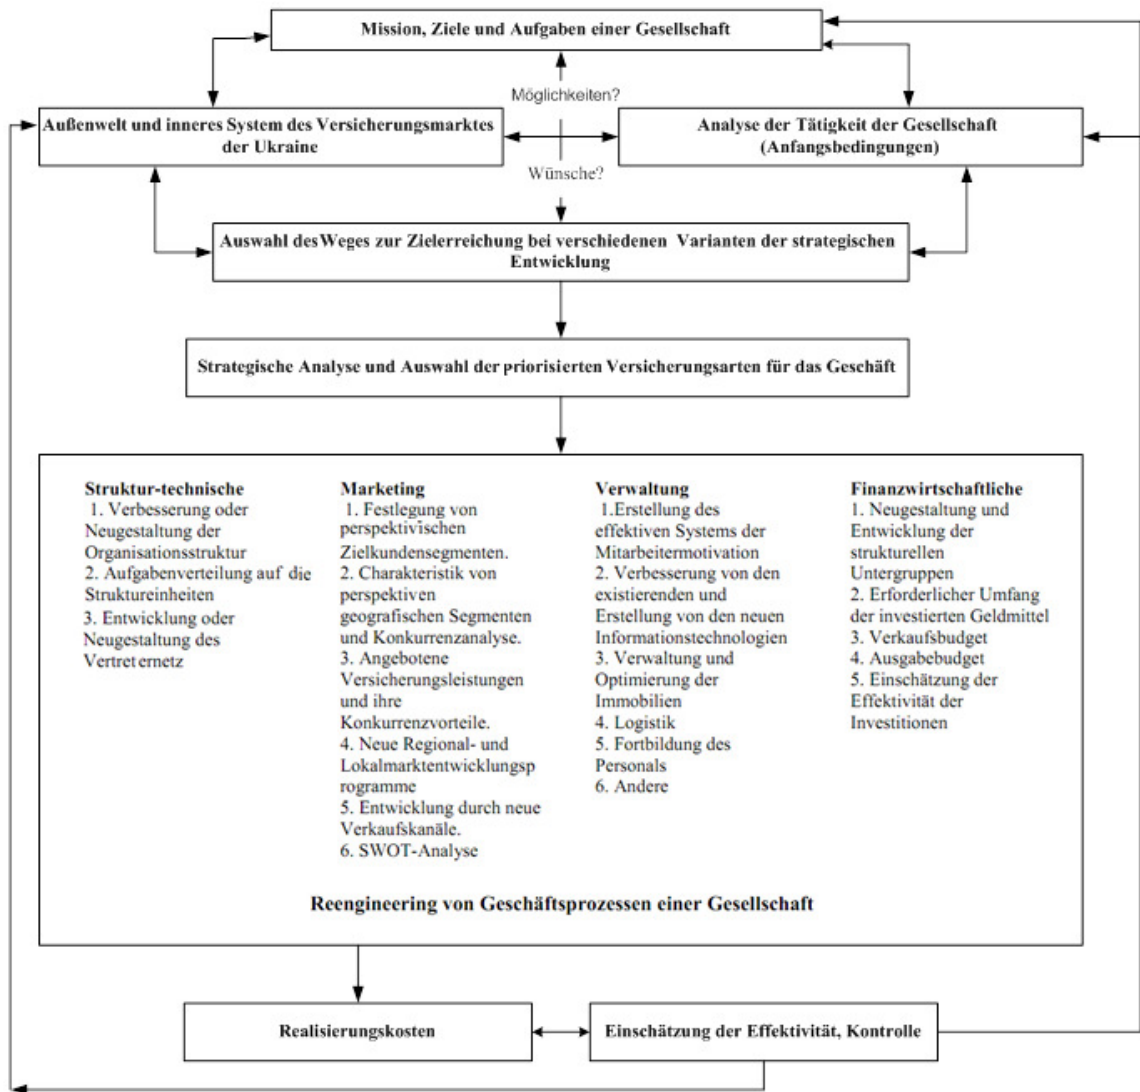 Mission, Ziele und Aufgaben einer Gesellschaft
Möglichkeiten?
Außenwelt und inneres System des Versicherungsmarktes
der Ukraine
Analyse der Tätigkeit der Gesellschaft
(Anfangsbedingungen)
Wünsche?
Auswahl des Weges zur Zielerreichung bei verschiedenen Varianten der strategischen
Entwicklung
Strategische Analyse und Auswahl der priorisierten Versicherungsarten für das Geschäft
Struktur-technische
1. Verbesserung oder
Neugestaltung der
Organisationsstruktur
2. Aufgabenverteilung auf die
Struktureinheiten
3. Entwicklung oder
Neugestaltung des
Vertreternetz
Marketing
1. Festlegung von
perspektivischen
Zielkundensegmenten.
2. Charakteristik von
perspektiven
geografischen Segmenten
und Konkurrenzanalyse.
3. Angebotene
Versicherungsleistungen
und ihre
Konkurrenzvorteile.
4. Neue Regional- und
Lokalmarktentwicklungsp
rogramme
5. Entwicklung durch neue
Verkaufskanäle.
6. SWOT-Analyse
Verwaltung
1.Erstellung des
effektiven Systems der
Mitarbeitermotivation
2. Verbesserung von den
existierenden und
Erstellung von den neuen
Informationstechnologien
3. Verwaltung und
Optimierung der
Immobilien
4. Logistik
5. Fortbildung des
Personals
6. Andere
Finanzwirtschaftliche
1. Neugestaltung und
Entwicklung der
strukturellen
Untergruppen
2. Erforderlicher Umfang
der investierten Geldmittel
3. Verkaufsbudget
4. Ausgabebudget
5. Einschätzung der
Effektivität der
Investitionen
Reengineering von Geschäftsprozessen einer Gesellschaft
Realisierungskosten
Einschätzung der Effektivität, Kontrolle